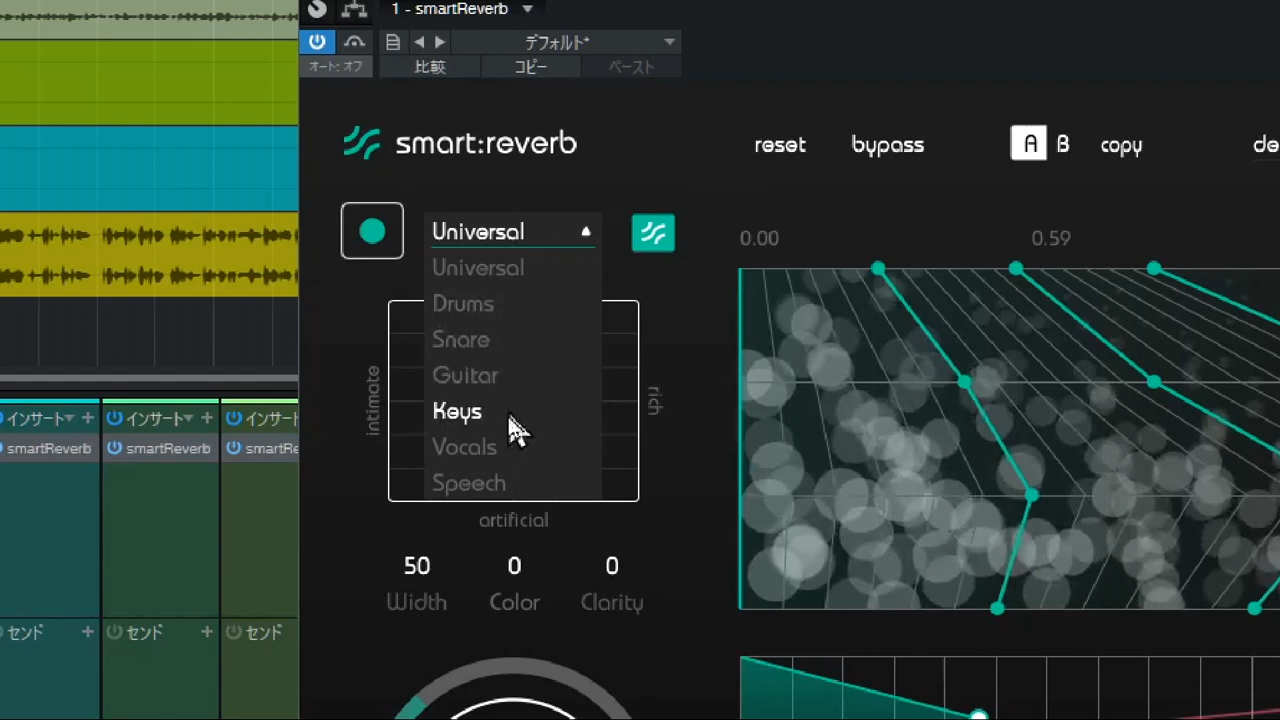 1 - smartReverb
デフォルト*
オート: オフ
比較
コピー
ペースト
smart:reverb
reset
bypass
A
B
copy
Universal
0.00
0.59
Universal
Drums
Snare
Guitar
Keys
Vocals
Speech
intimate
rich
artificial
50
0
0
Width
Color
Clarity
インサート
インサート
インサート
smartReverb
smartReverb
センド
センド
センド